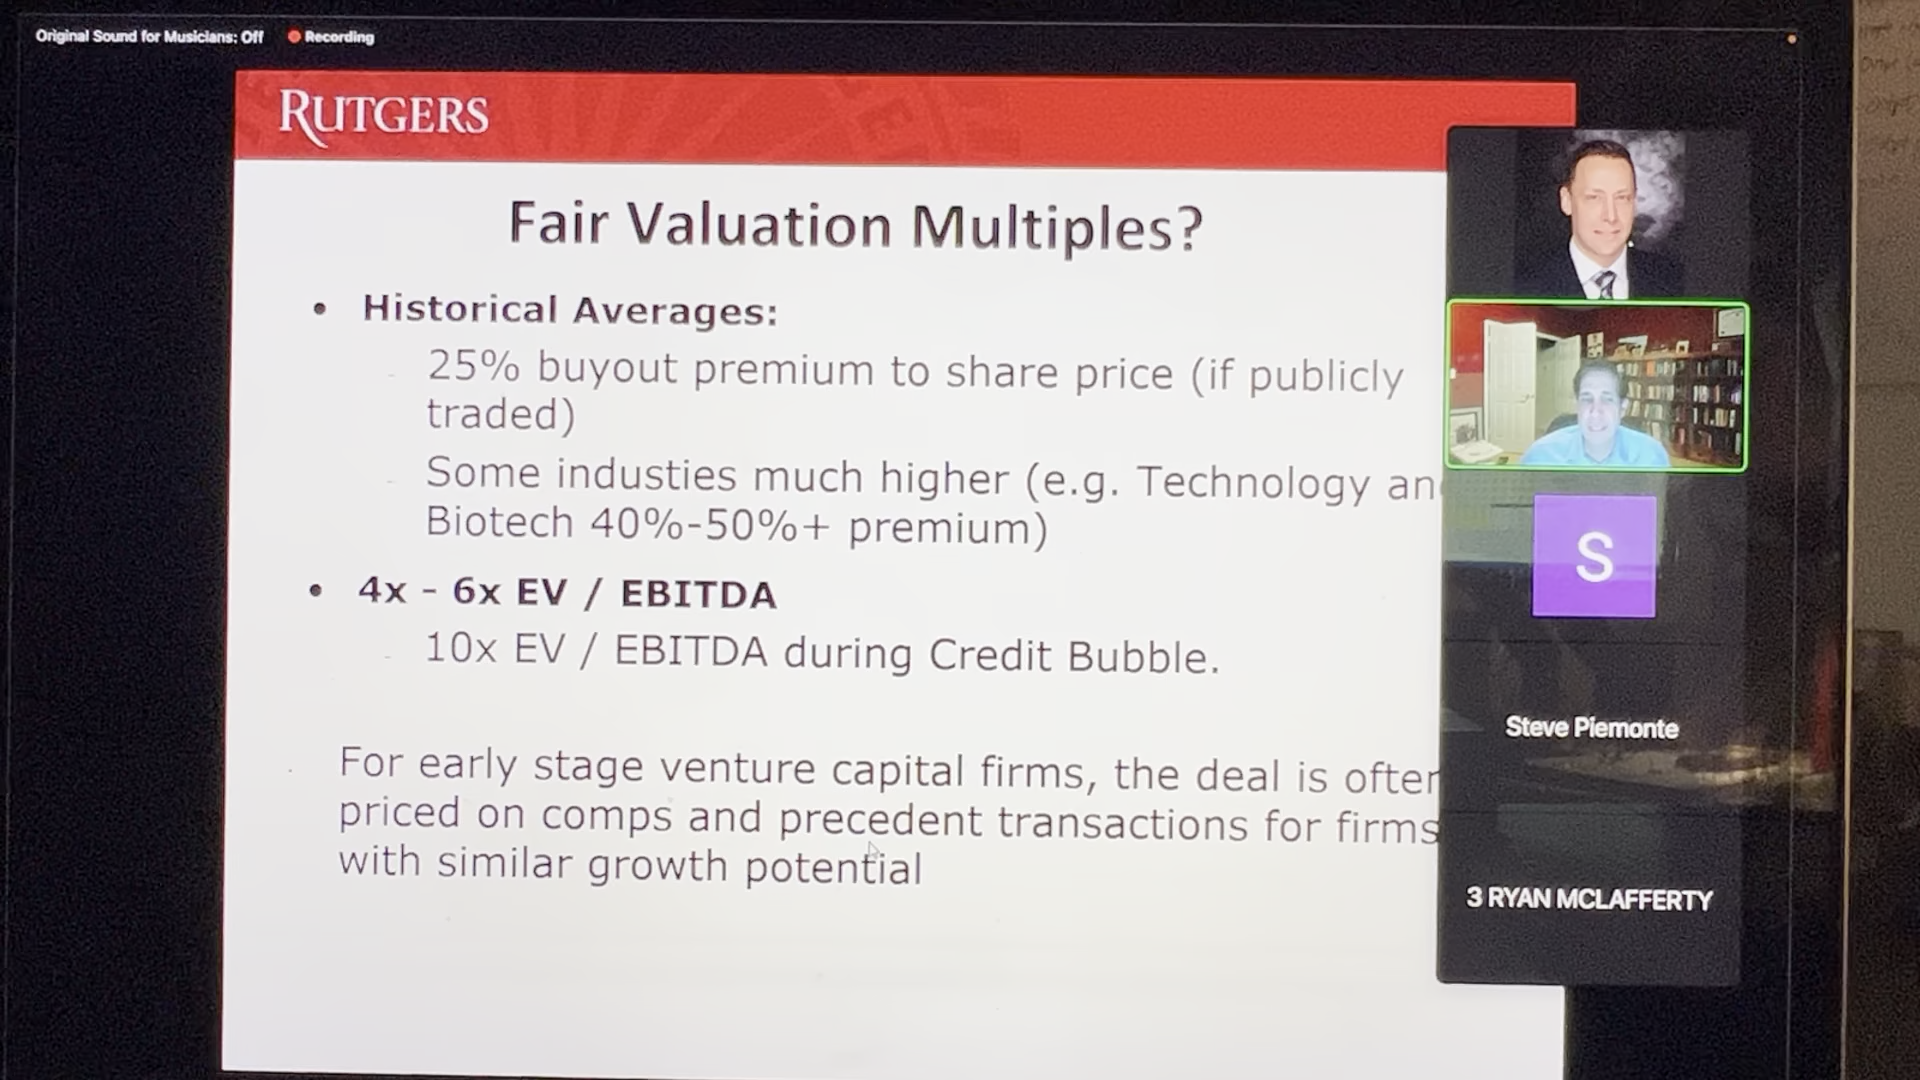 Original Sound for Musicians: Off
Recording
RUTGERS
Fair Valuation Multiples?
• Historical Averages:
25% buyout premium to share price (if publicly
traded)
Some industies much higher (e.g. Technology an
Biotech 40%-50%+ premium)
• 4x - 6x EV / EBITDA
10x EV / EBITDA during Credit Bubble.
For early stage venture capital firms, the deal is often
priced on comps and precedent transactions for firms
with similar growth potential
S
Steve Piemonte
3 RYAN MCLAFFERTY